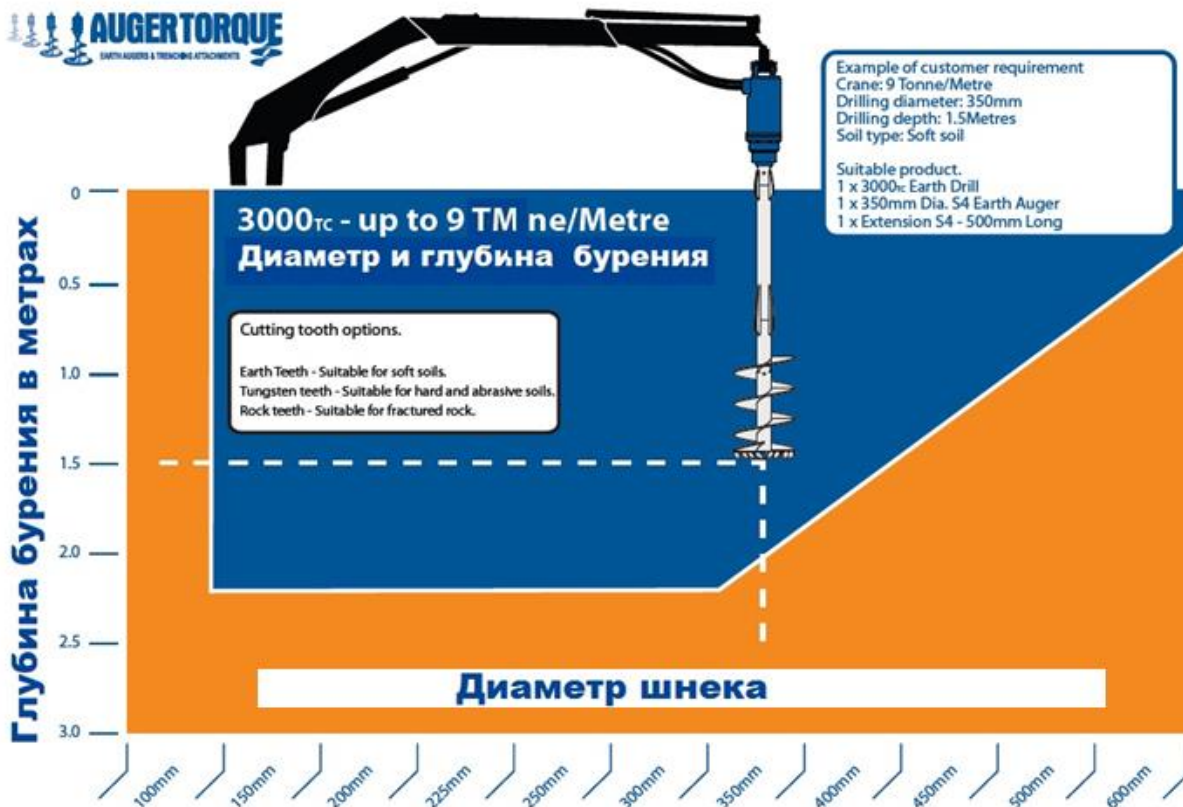 AUGERTORQUE
EARTH AUGERS & TRENCHING ATTACHMENTS
Example of customer requirement
Crane: 9 Tonne/Metre
Drilling diameter: 350mm
Drilling depth: 1.5Metres
Soil type: Soft soil
Suitable product.
1 x 3000TC Earth Drill
1 x 350mm Dia. S4 Earth Auger
1 x Extension S4 - 500mm Long
3000TC - up to 9 TM ne/Metre
Диаметр и глубина бурения
Cutting tooth options.
Earth Teeth - Suitable for soft soils.
Tungsten teeth - Suitable for hard and abrasive soils.
Rock teeth - Suitable for fractured rock.
Глубина бурения в метрах
0
0.5
1.0
1.5
2.0
2.5
3.0
Диаметр шнека
100mm
150mm
200mm
225mm
250mm
300mm
350mm
400mm
450mm
500mm
600mm